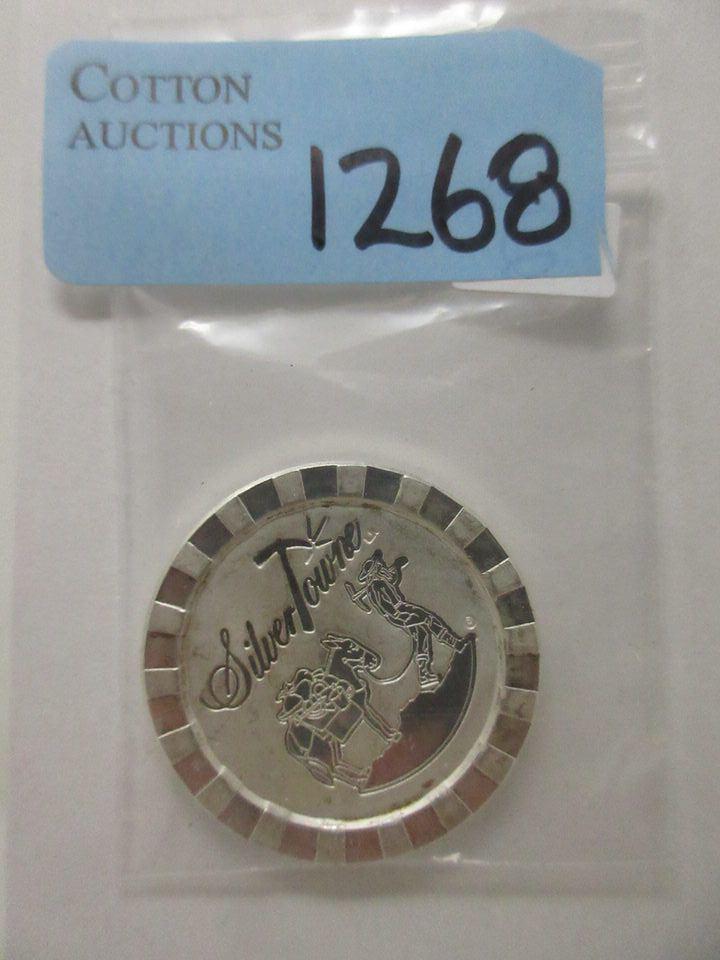 COTTON
AUCTIONS
1268
SilverTowne
®